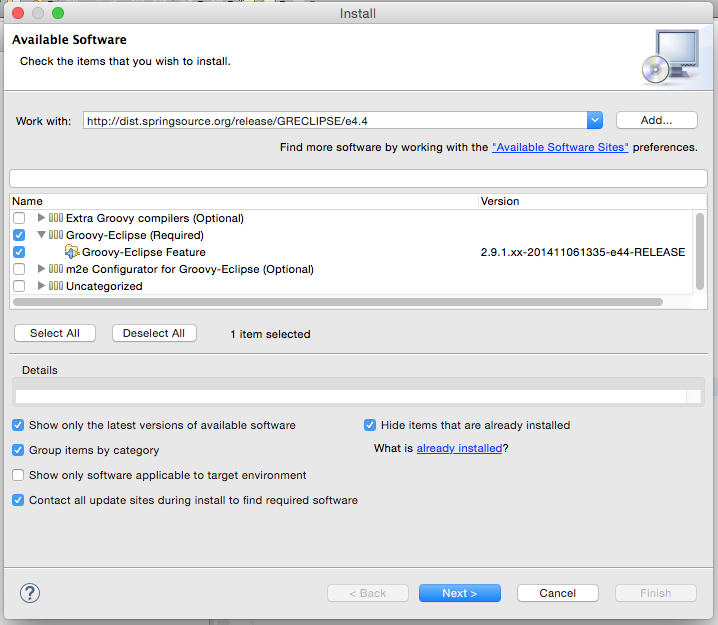 Install
Available Software
Check the items that you wish to install.
Work with: http://dist.springsource.org/release/GRECLIPSE/e4.4 Add...
Find more software by working with the "Available Software Sites" preferences.
Name Version
Extra Groovy compilers (Optional)
Groovy-Eclipse (Required)
Groovy-Eclipse Feature 2.9.1.xx-201411061335-e44-RELEASE
m2e Configurator for Groovy-Eclipse (Optional)
Uncategorized
Select All Deselect All 1 item selected
Details
Show only the latest versions of available software Hide items that are already installed
Group items by category What is already installed?
Show only software applicable to target environment
Contact all update sites during install to find required software
? < Back Next > Cancel Finish